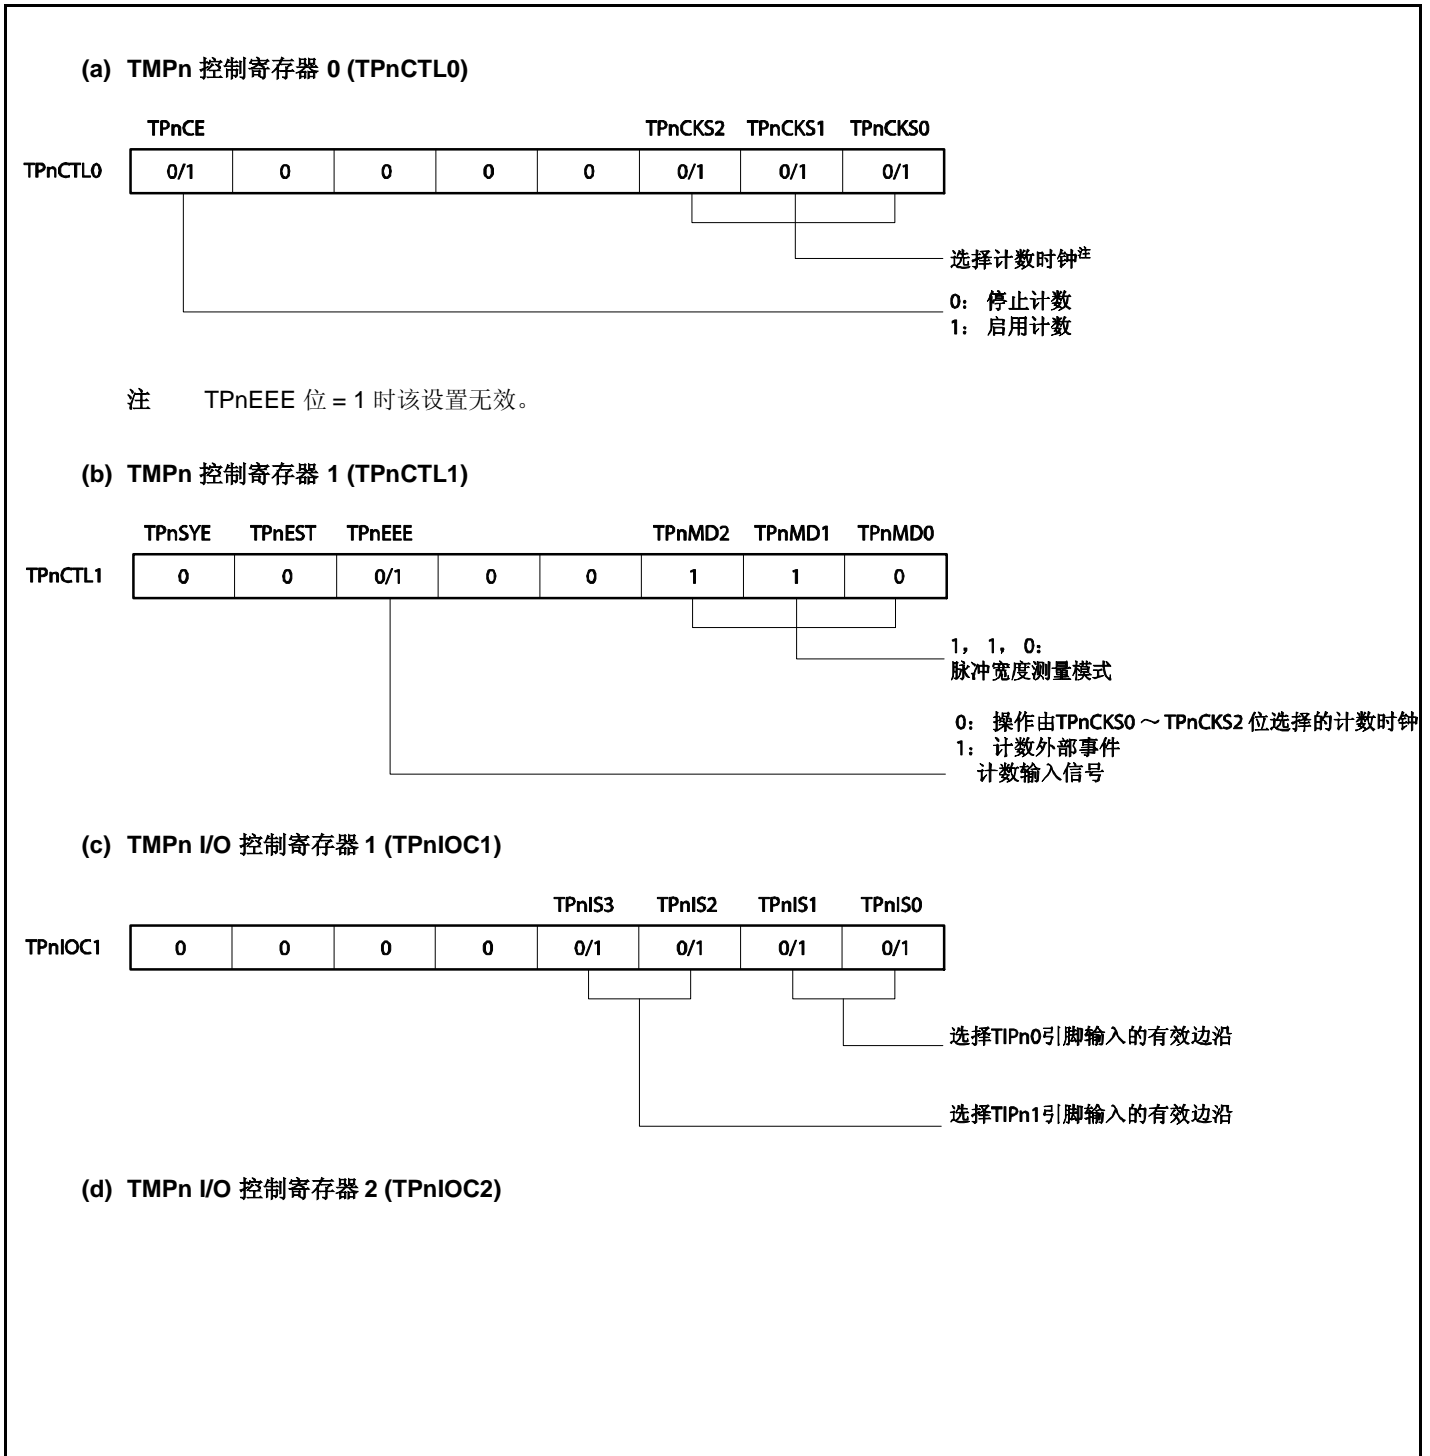 (a) TMPn 控制寄存器 0 (TPnCTL0)
TPnCE TPnCKS2 TPnCKS1 TPnCKS0
TPnCTL0 0/1 0 0 0 0 0/1 0/1 0/1
选择计数时钟注
0： 停止计数
1： 启用计数
注 TPnEEE 位 = 1 时该设置无效。
(b) TMPn 控制寄存器 1 (TPnCTL1)
TPnSYE TPnEST TPnEEE TPnMD2 TPnMD1 TPnMD0
TPnCTL1 0 0 0/1 0 0 1 1 0
1， 1， 0：
脉冲宽度测量模式
0： 操作由TPnCKS0 ～ TPnCKS2 位选择的计数时钟
1： 计数外部事件
计数输入信号
(c) TMPn I/O 控制寄存器 1 (TPnIOC1)
TPnIS3 TPnIS2 TPnIS1 TPnIS0
TPnIOC1 0 0 0 0 0/1 0/1 0/1 0/1
选择TIPn0引脚输入的有效边沿
选择TIPn1引脚输入的有效边沿
(d) TMPn I/O 控制寄存器 2 (TPnIOC2)